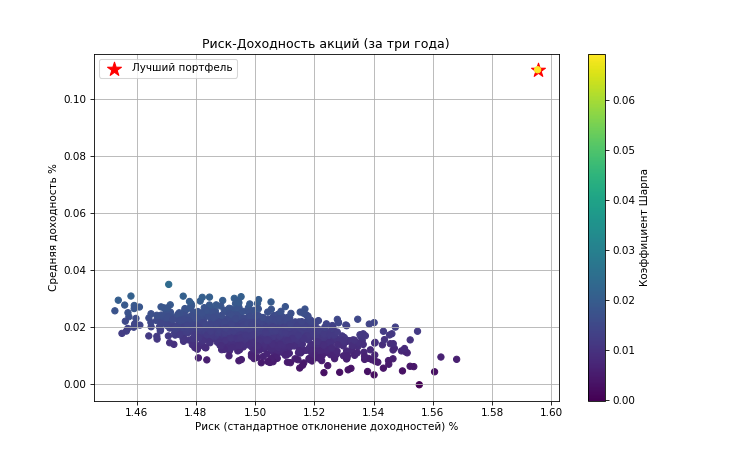 Риск-Доходность акций (за три года)
Лучший портфель
Средняя доходность %
0.10
0.08
0.06
0.04
0.02
0.00
1.46 1.48 1.50 1.52 1.54 1.56 1.58 1.60
Риск (стандартное отклонение доходностей) %
0.06
0.05
0.04
0.03
0.02
0.01
0.00
Коэффициент Шарпа